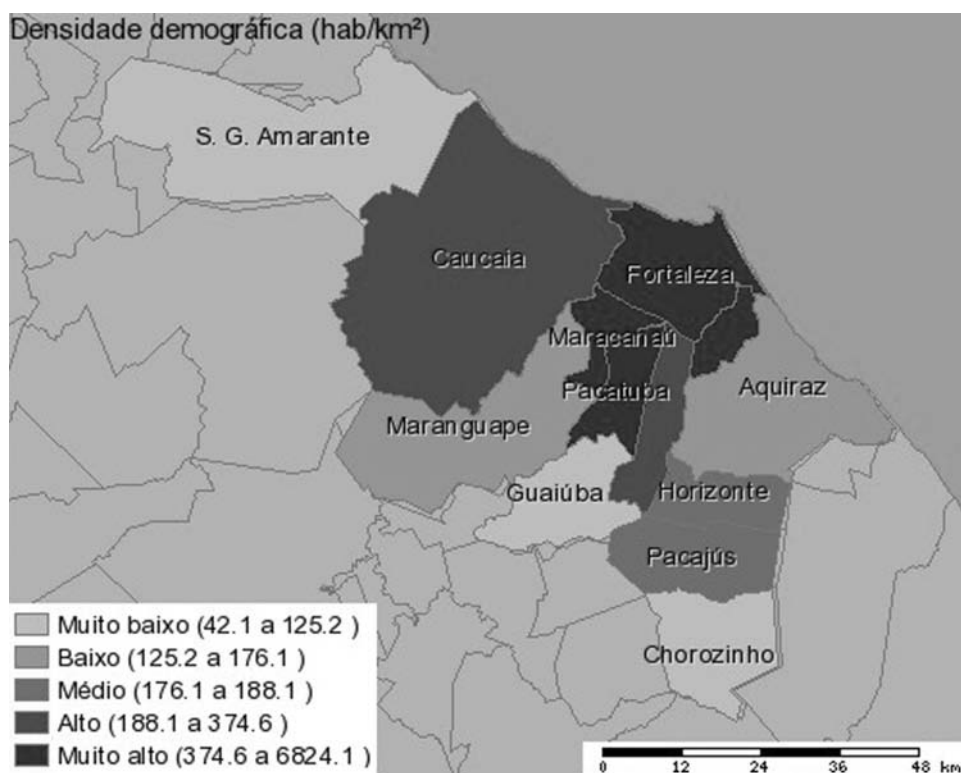 Densidade demográfica (hab/km²)
S. G. Amarante
Caucaia
Fortaleza
Maracanaú
Pacatuba
Aquiraz
Maranguape
Guaiúba
Horizonte
Pacajús
Chorozinho
Muito baixo (42.1 a 125.2 )
Baixo (125.2 a 176.1)
Médio (176.1 a 188.1)
Alto (188.1 a 374.6 )
Muito alto (374.6 a 6824.1)
0 12 24 36 48 km